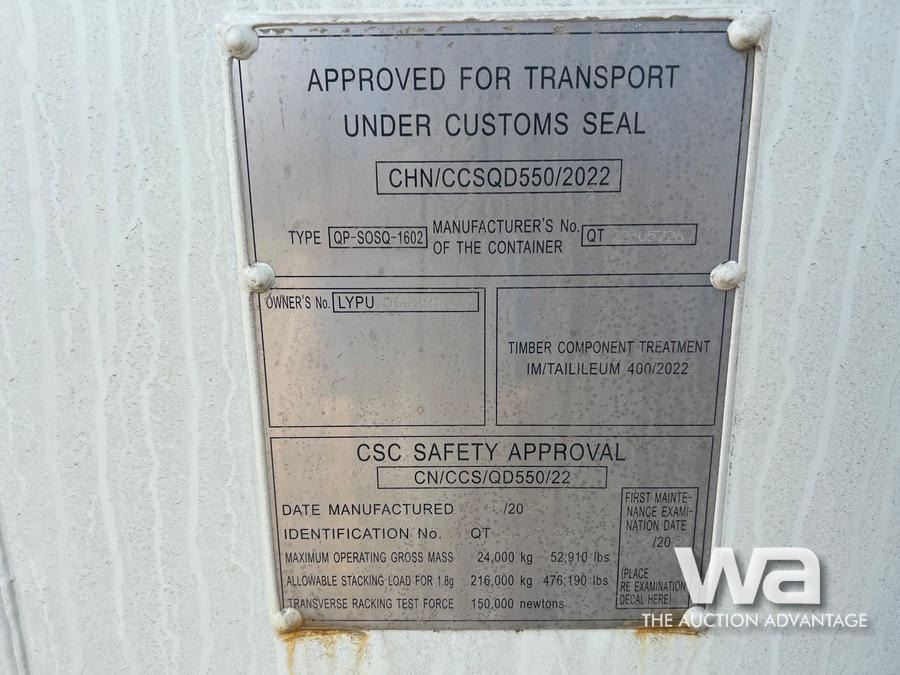 APPROVED FOR TRANSPORT
UNDER CUSTOMS SEAL
CHN/CCSQD550/2022
TYPE QP-SOSQ-1602 MANUFACTURER'S No. OF THE CONTAINER QT
OWNER'S No. LYPU
TIMBER COMPONENT TREATMENT
IM/TAILILEUM 400/2022
CSC SAFETY APPROVAL
CN/CCS/QD550/22
DATE MANUFACTURED /20
IDENTIFICATION No. QT
MAXIMUM OPERATING GROSS MASS 24,000 kg 52,910 lbs
ALLOWABLE STACKING LOAD FOR 1.8g 216,000 kg 476,190 lbs
TRANSVERSE RACKING TEST FORCE 150,000 newtons
FIRST MAINTE-
NANCE EXAMI-
NATION DATE
/20
(PLACE
RE EXAMINATION
DECAL HERE)
wa
THE AUCTION ADVANTAGE